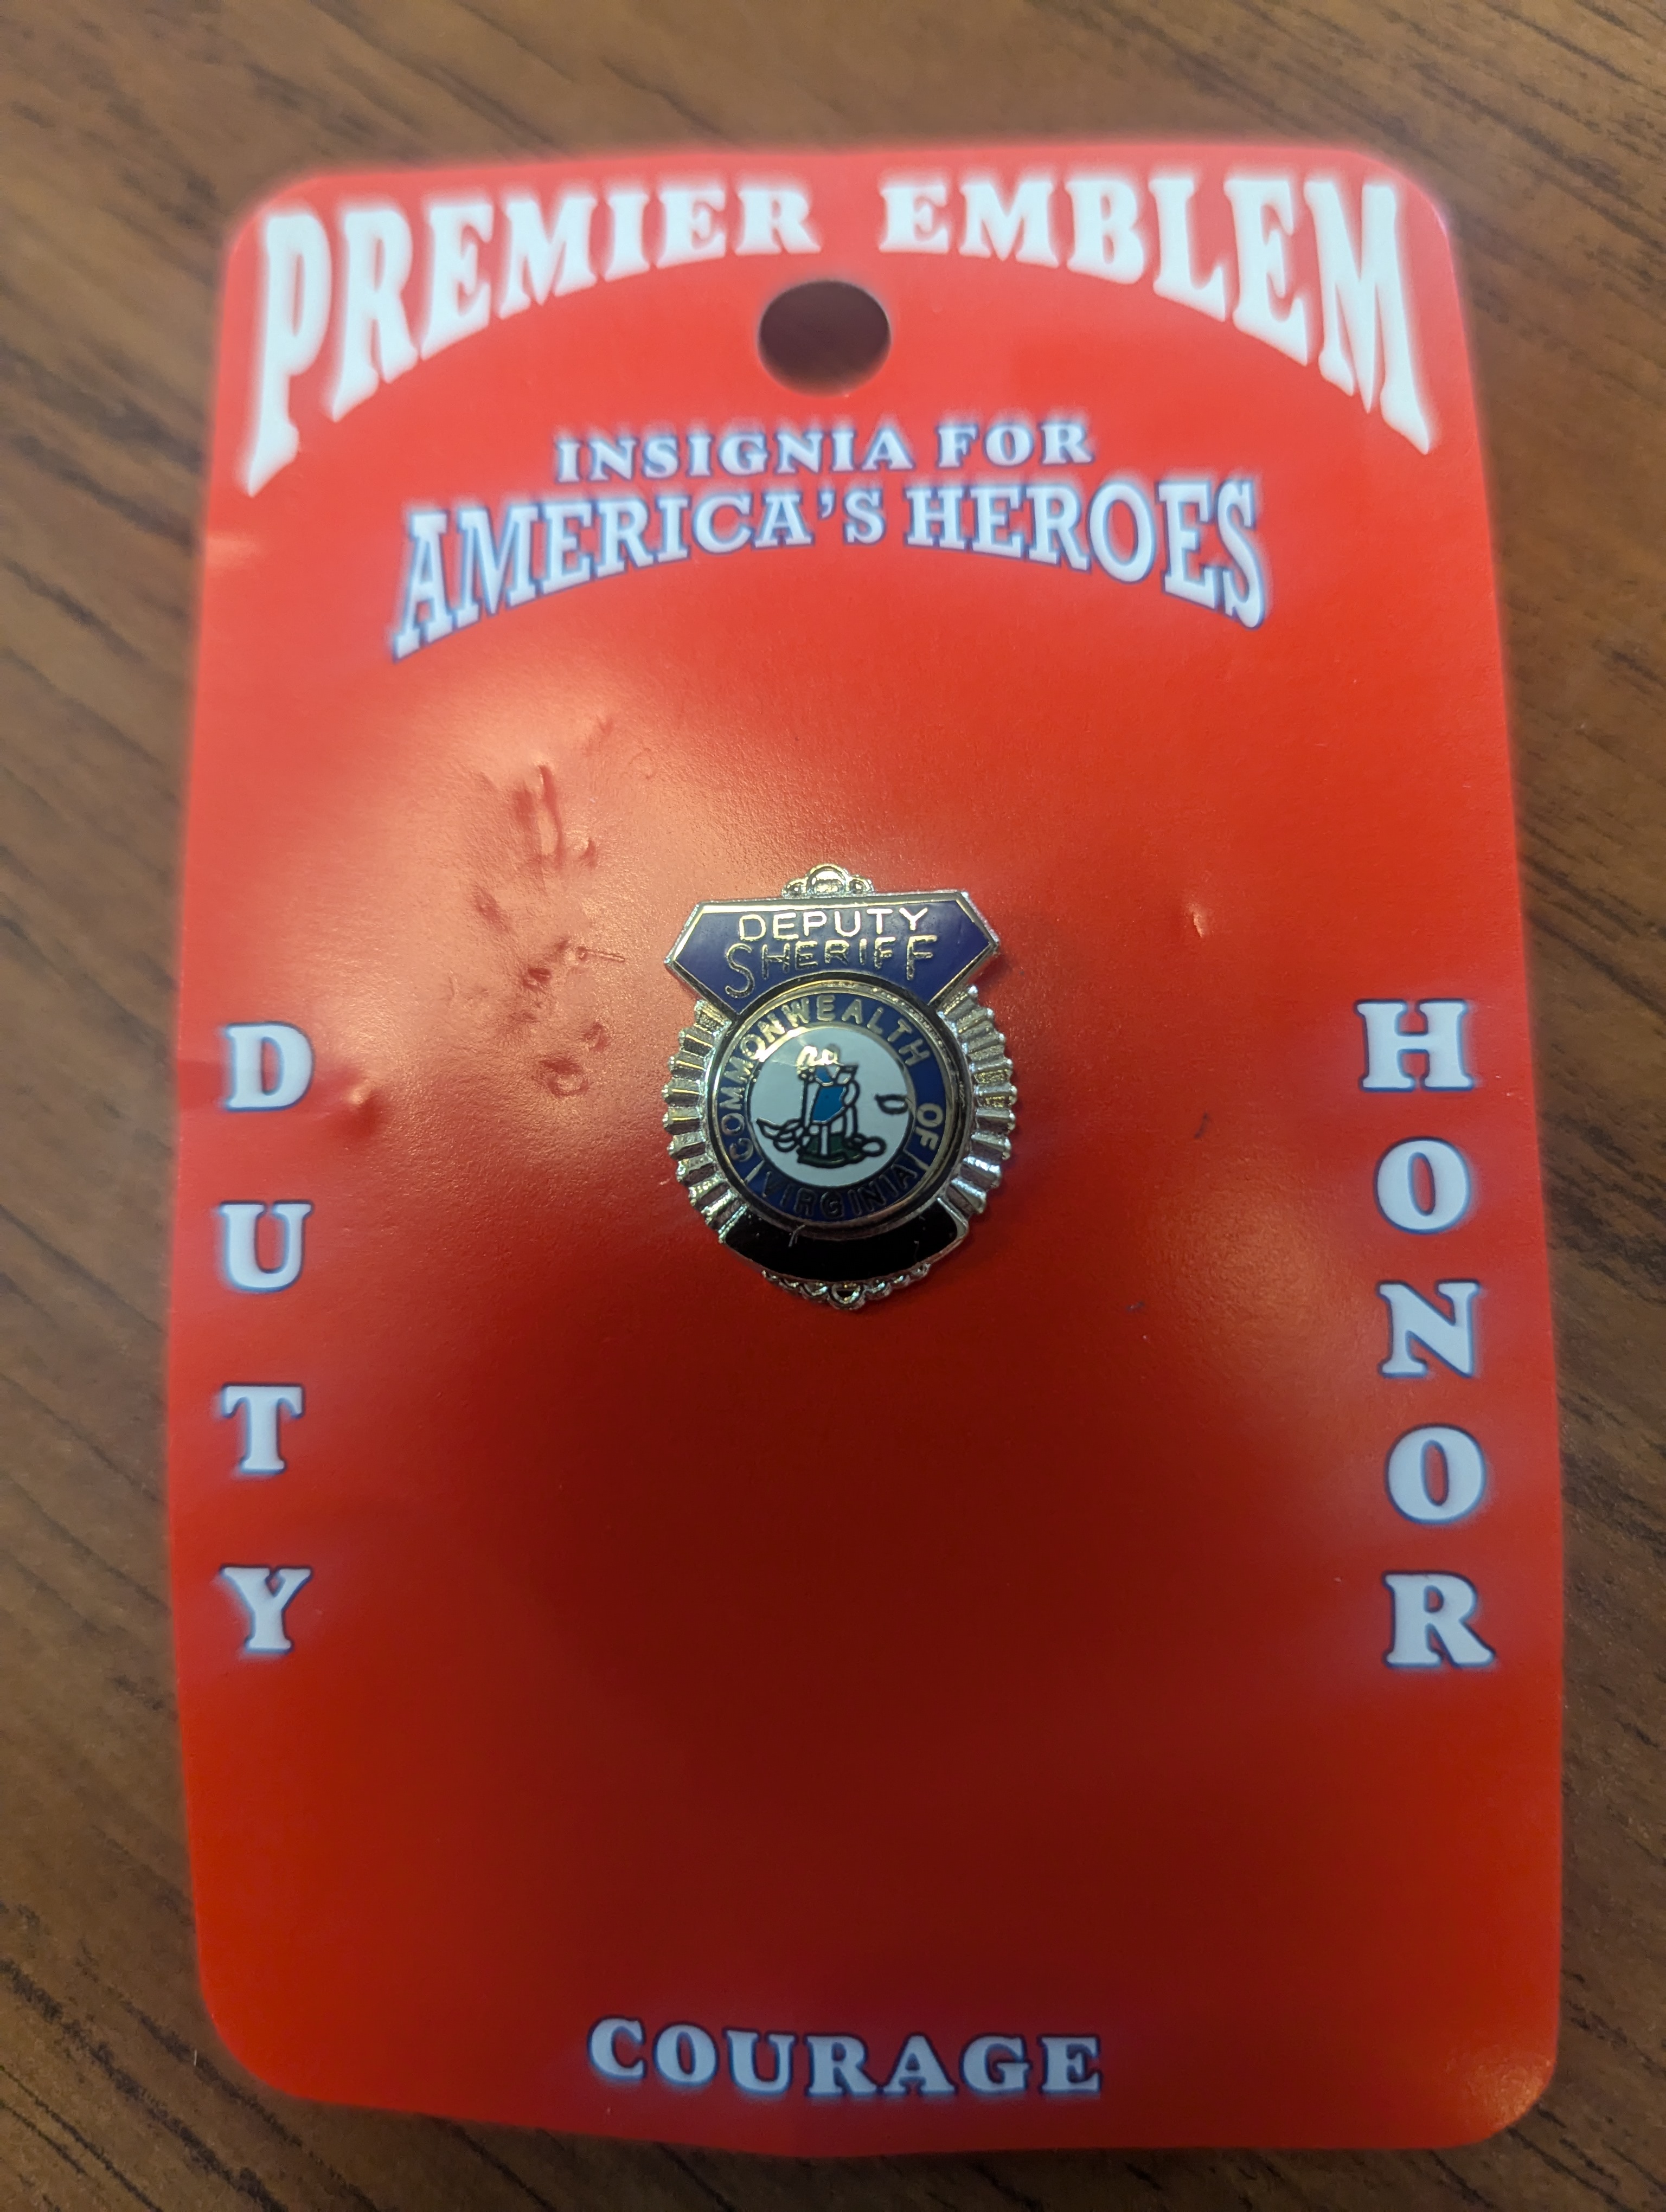 PREMIER EMBLEM
INSIGNIA FOR
AMERICA'S HEROES
DEPUTY
SHERIFF
COMMONWEALTH OF
VIRGINIA
DUTY
HONOR
COURAGE